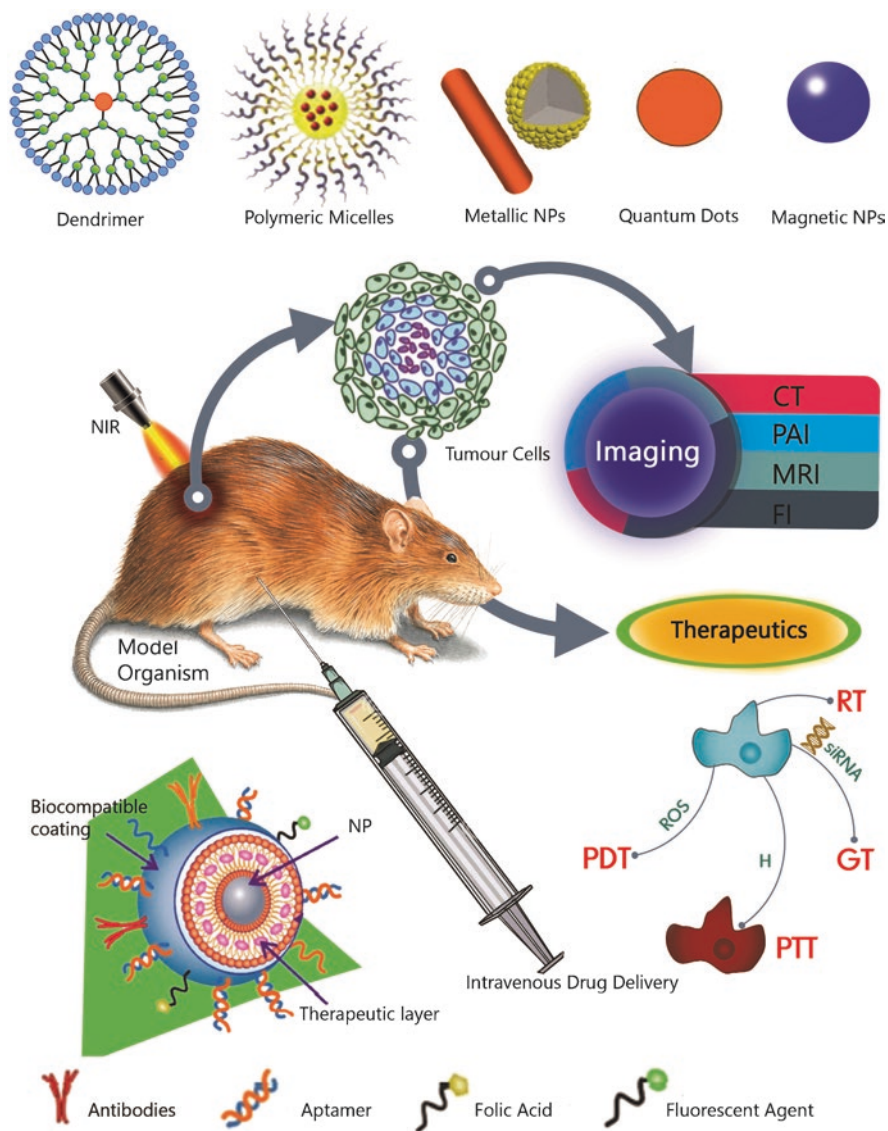 Dendrimer
Polymeric Micelles
Metallic NPs
Quantum Dots
Magnetic NPs
NIR
Tumour Cells
Imaging
CT
PAI
MRI
FI
Model
Organism
Therapeutics
RT
siRNA
ROS
PDT
H
GT
PTT
Biocompatible
coating
NP
Therapeutic layer
Intravenous Drug Delivery
Antibodies
Aptamer
Folic Acid
Fluorescent Agent